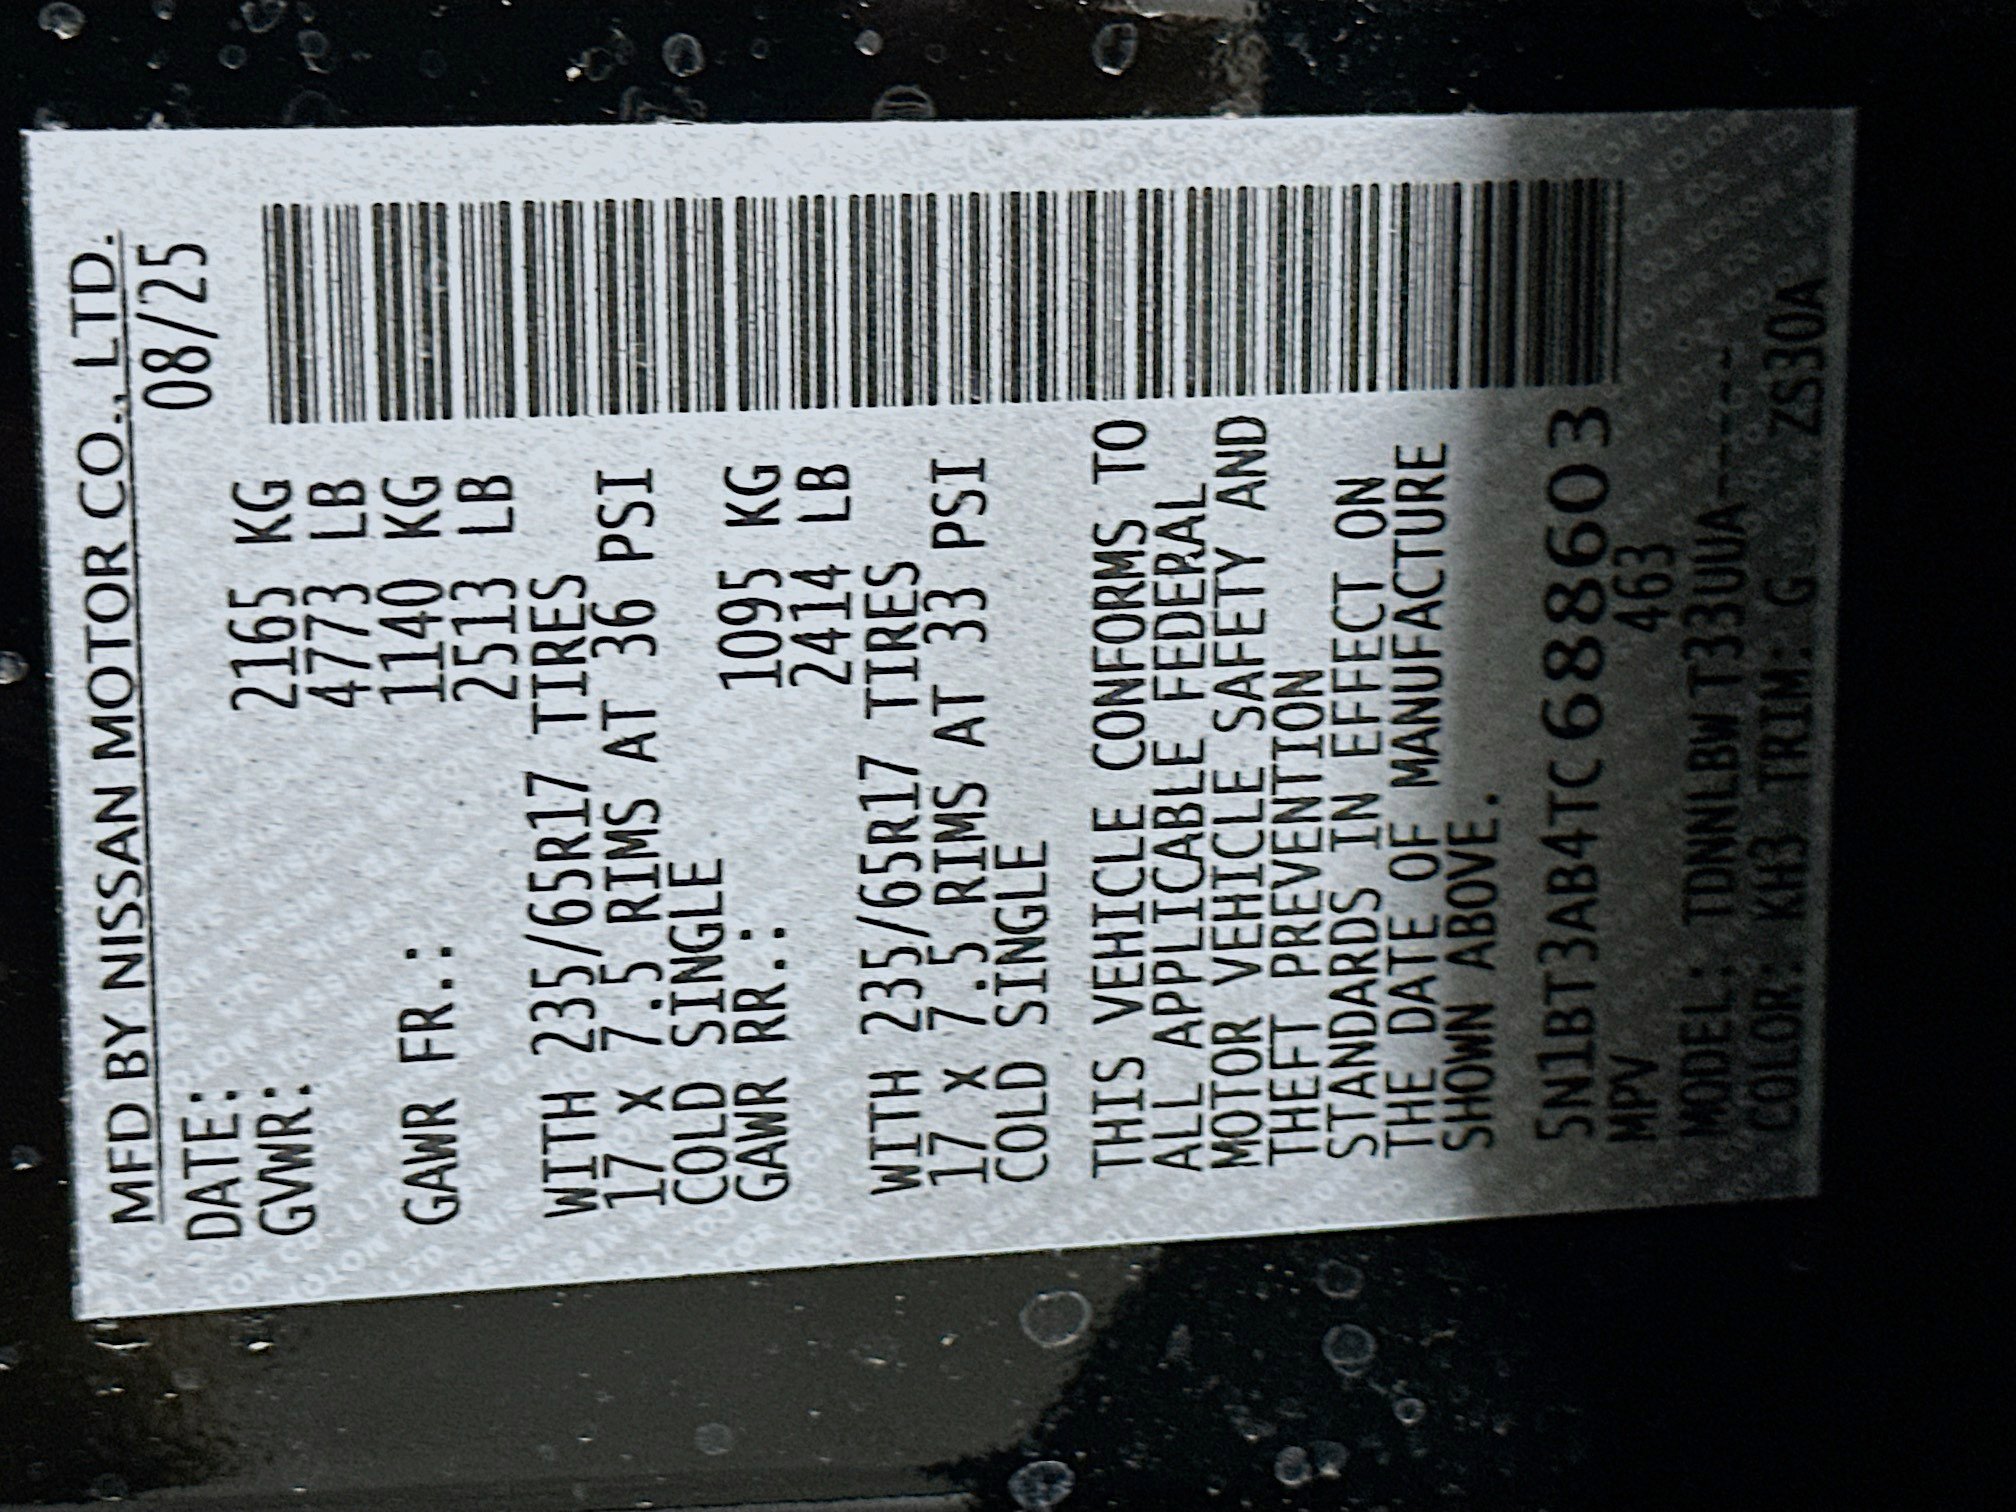 MFD BY NISSAN MOTOR CO., LTD.
DATE: 08/25
GVWR: 2165 KG
4773 LB
GAWR FR.: 1140 KG
2513 LB
WITH 235/65R17 TIRES
17 X 7.5 RIMS AT 36 PSI
COLD SINGLE
GAWR RR.: 1095 KG
2414 LB
WITH 235/65R17 TIRES
17 X 7.5 RIMS AT 33 PSI
COLD SINGLE
THIS VEHICLE CONFORMS TO
ALL APPLICABLE FEDERAL
MOTOR VEHICLE SAFETY AND
THEFT PREVENTION
STANDARDS IN EFFECT ON
THE DATE OF MANUFACTURE
SHOWN ABOVE.
5N1BT3AB4TC688603
MPV 463
MODEL: TDNNLBWT33UUA-----
COLOR: KH3 TRIM: G ZS30A